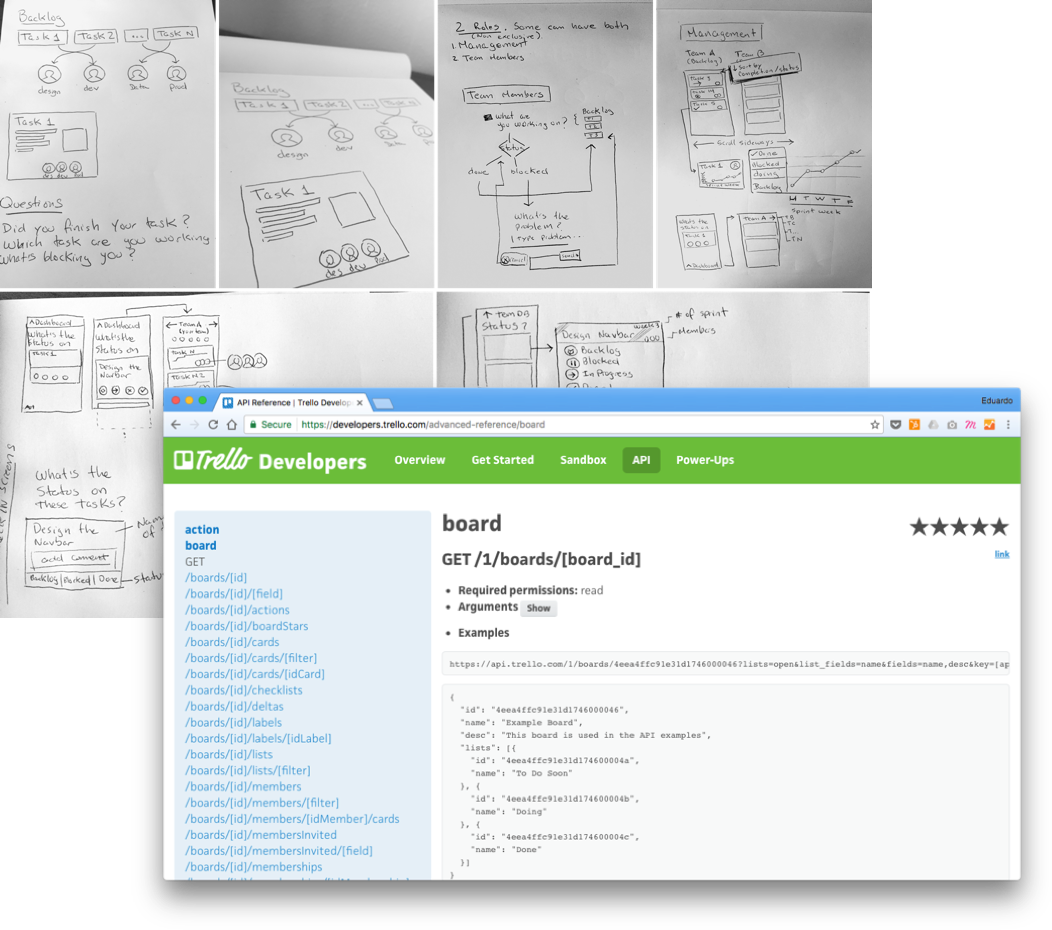 Backlog
Task 1
Task 2
...
Task N
design
dev
Data
Prod
Task 1
des dev Pod
Questions
Did you finish your task?
Which task are you working
what's blocking you?
Backlog
Task 1
Task 2
...
design
dev
Data
Task 1
des dev Pod
2 Roles, Some can have both
(Non exclusive).
1. Management
2 Team Members
Team Members
what are
you working on?
Backlog
Status
done
blocked
what's the
problem?
1 Type problem...
Management
Team A
(Backlog)
Team B
↓ Sort by
Completion/status
Scroll sideways
Task 1
✓ Done
Blocked
doing
Backlog
M T W T F
Sprint week
What's the
status on
Task 1
^ Dashboard
Team A →
^ Dashboard
What's the
Status on
Task 1
^ Dashboard
What's the
Status on
Design the
Navbar
← Team A →
(your team)
Task N
Task N2
What's the
Status on
these tasks?
Design the
Navbar
add comment
Backlog | Blocked | Done
↑ Team DB
Status?
Design Navbar
week 3
# of sprint
Members
Backlog
Blocked
In Progress
API Reference | Trello Develop
Eduardo
Secure
https://developers.trello.com/advanced-reference/board
Trello Developers
Overview
Get Started
Sandbox
API
Power-Ups
action
board
GET
/boards/[id]
/boards/[id]/[field]
/boards/[id]/actions
/boards/[id]/boardStars
/boards/[id]/cards
/boards/[id]/cards/[filter]
/boards/[id]/cards/[idCard]
/boards/[id]/checklists
/boards/[id]/deltas
/boards/[id]/labels
/boards/[id]/labels/[idLabel]
/boards/[id]/lists
/boards/[id]/lists/[filter]
/boards/[id]/members
/boards/[id]/members/[filter]
/boards/[id]/members/[idMember]/cards
/boards/[id]/membersInvited
/boards/[id]/membersInvited/[field]
/boards/[id]/memberships
board
GET /1/boards/[board_id]
link
• Required permissions: read
• Arguments Show
• Examples
https://api.trello.com/1/boards/4eea4ffc91e31d1746000046?lists=open&list_fields=name&fields=name,desc&key=[ap
{
"id": "4eea4ffc91e31d1746000046",
"name": "Example Board",
"desc": "This board is used in the API examples",
"lists": [{
"id": "4eea4ffc91e31d174600004a",
"name": "To Do Soon"
}, {
"id": "4eea4ffc91e31d174600004b",
"name": "Doing"
}, {
"id": "4eea4ffc91e31d174600004c",
"name": "Done"
}]
}